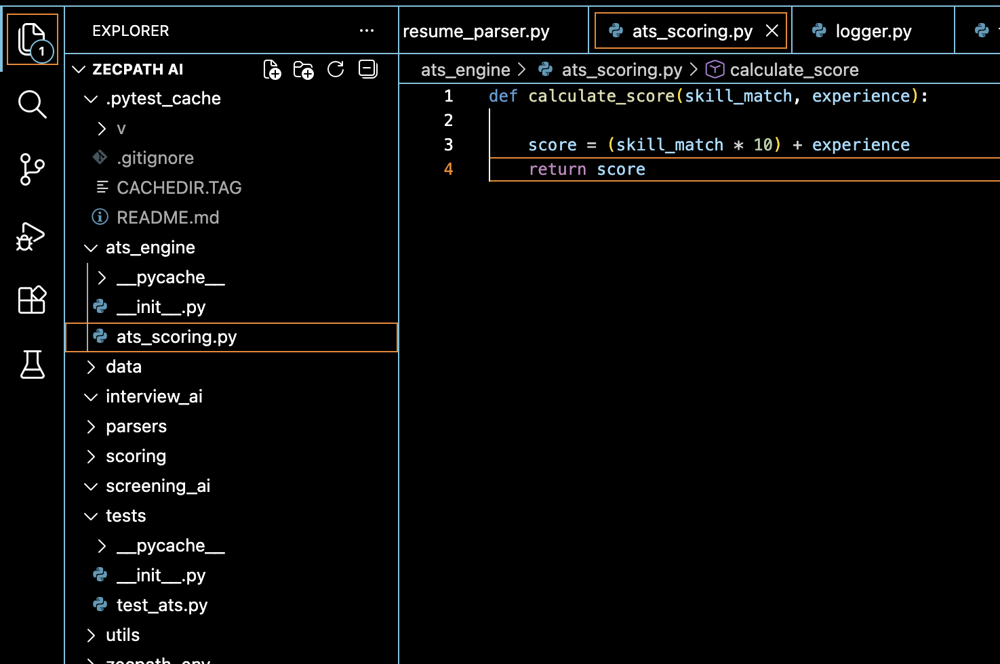 1
EXPLORER
resume_parser.py
ats_scoring.py
logger.py
ZECPATH AI
.pytest_cache
v
.gitignore
CACHEDIR.TAG
README.md
ats_engine
__pycache__
__init__.py
ats_scoring.py
data
interview_ai
parsers
scoring
screening_ai
tests
__pycache__
__init__.py
test_ats.py
utils
zecpath_env
ats_engine > ats_scoring.py > calculate_score
1 def calculate_score(skill_match, experience):
2
3 score = (skill_match * 10) + experience
4 return score